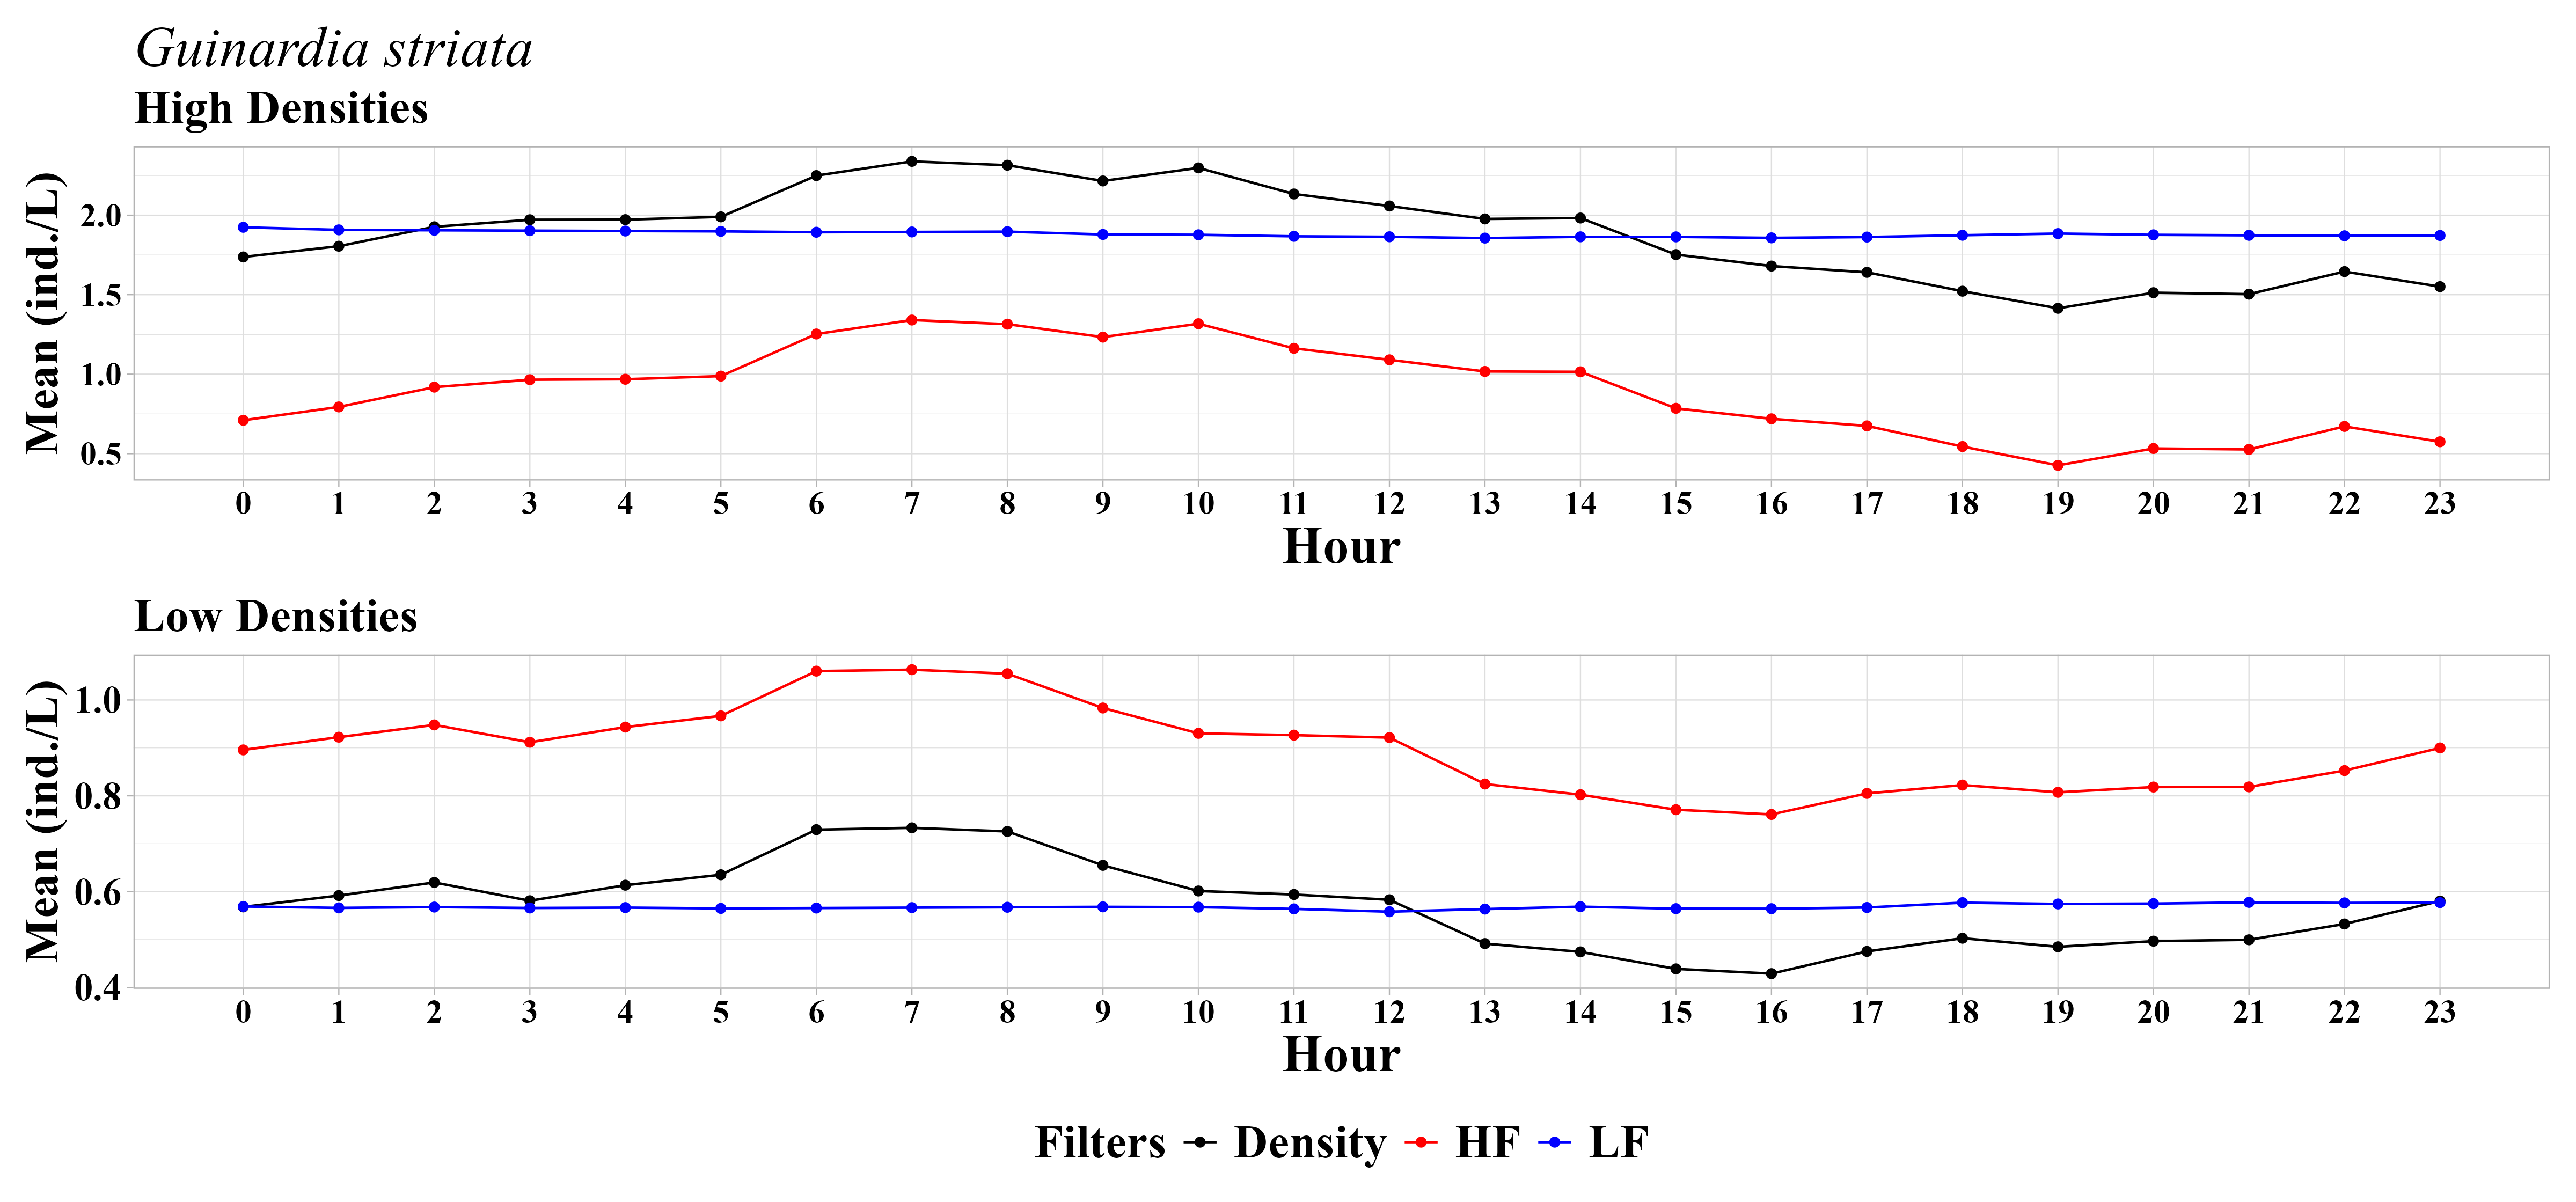 Guinardia striata
High Densities
Mean (ind./L)
2.0
1.5
1.0
0.5
0 1 2 3 4 5 6 7 8 9 10 11 12 13 14 15 16 17 18 19 20 21 22 23
Hour
Low Densities
Mean (ind./L)
1.0
0.8
0.6
0.4
0 1 2 3 4 5 6 7 8 9 10 11 12 13 14 15 16 17 18 19 20 21 22 23
Hour
Filters Density HF LF